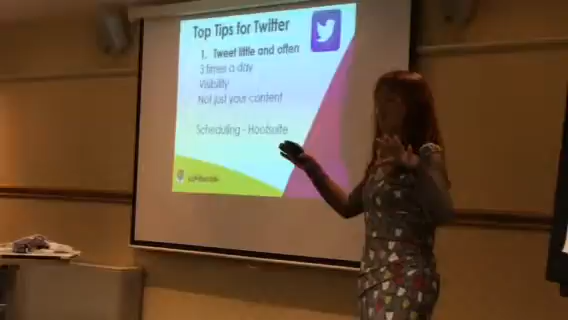 Top Tips for Twitter
1. Tweet little and often
3 times a day
Visibility
Not just your content
Scheduling - Hootsuite